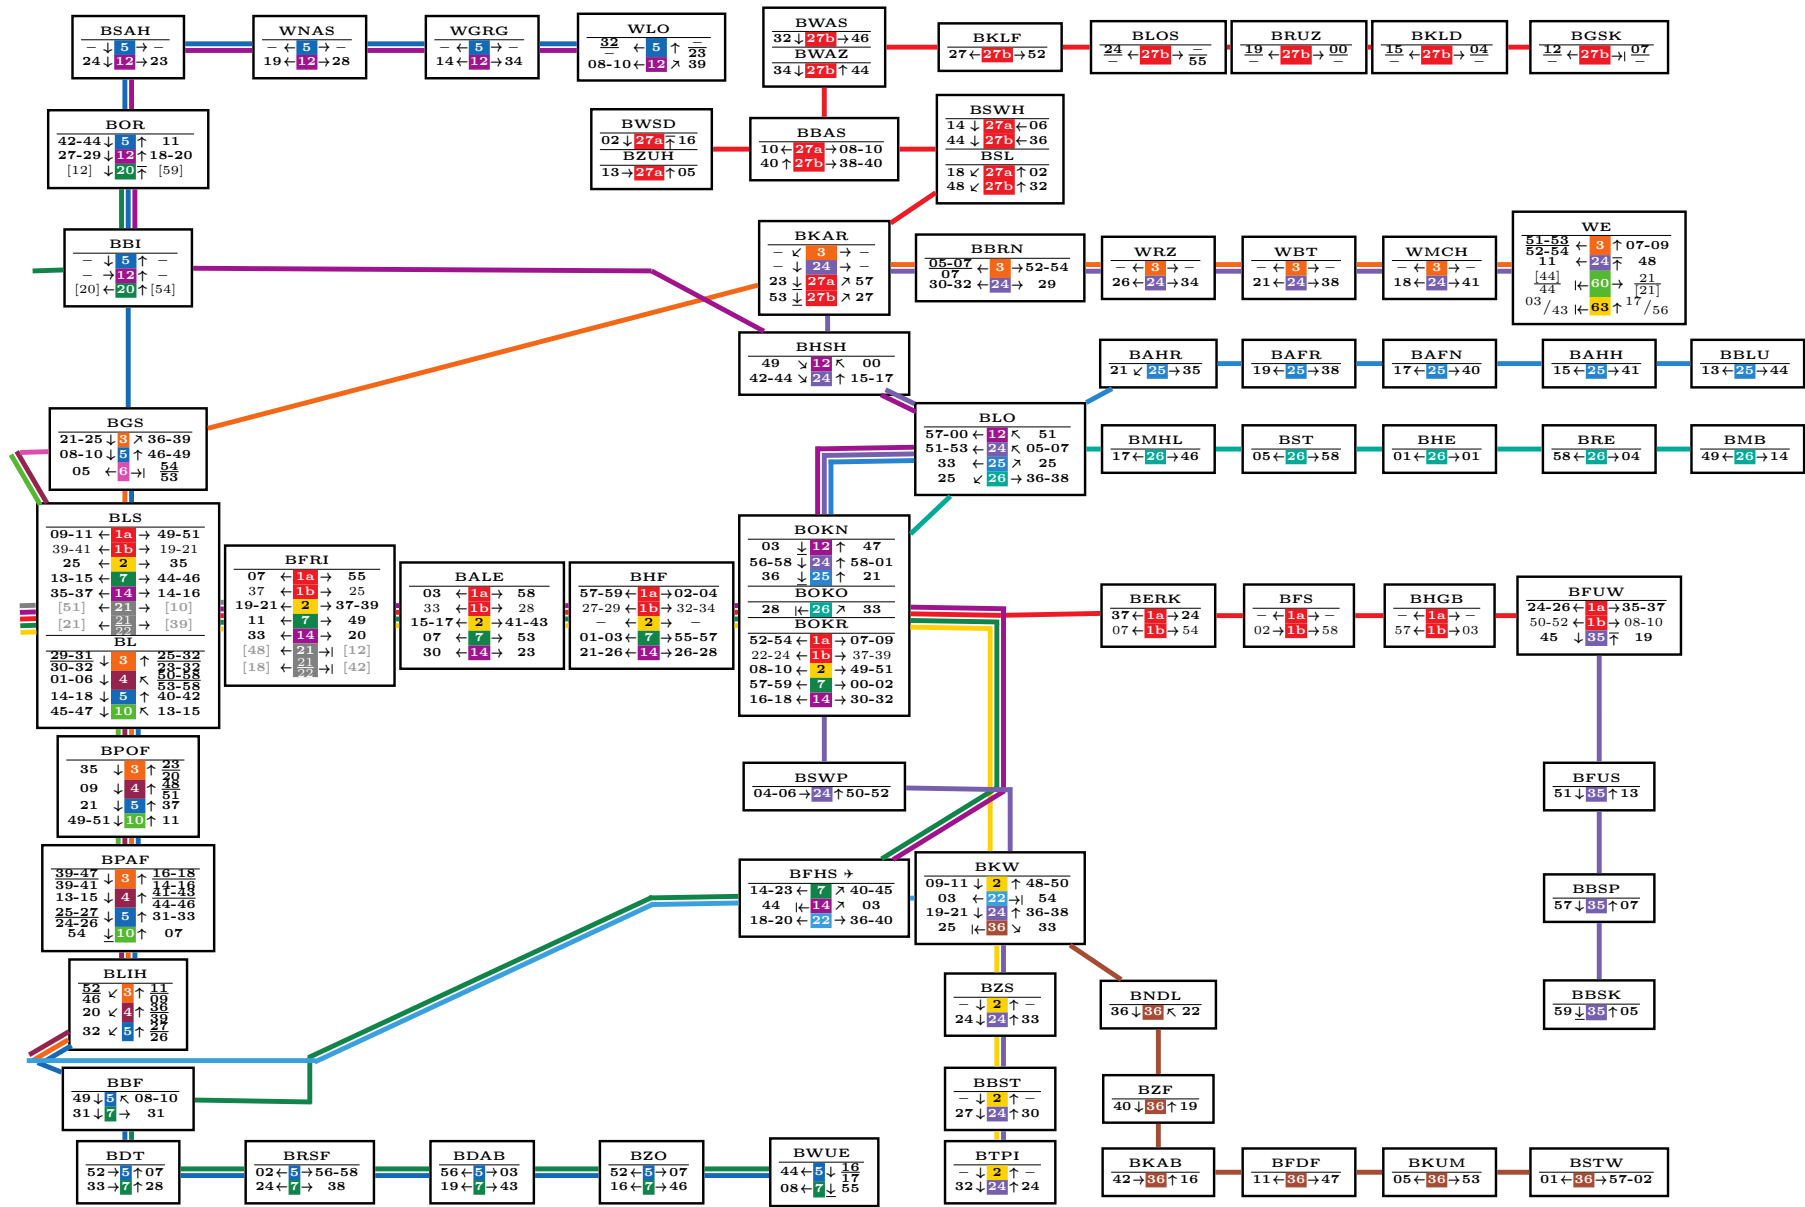 BSAH
– ↓ 5 → –
24 ↓ 12 → 23
WNAS
– ← 5 → –
19 ← 12 → 28
WGRG
– ← 5 → –
14 ← 12 → 34
WLO
32/– ← 5 ↑ –/23
08-10 ← 12 ↗ 39
BWAS
32 ↓ 27b → 46
BWAZ
34 ↓ 27b ↑ 44
BKLF
27 ← 27b → 52
BLOS
24/– ← 27b → –/55
BRUZ
19/– ← 27b → 00/–
BKLD
15/– ← 27b → 04/–
BGSK
12/– ← 27b →| 07/–
BOR
42-44 ↓ 5 ↑ 11
27-29 ↓ 12 ↑ 18-20
[12] ↓ 20 ↑ [59]
BWSD
02 ↓ 27a ↑ 16
BZUH
13 → 27a ↑ 05
BBAS
10 ← 27a → 08-10
40 ↑ 27b → 38-40
BSWH
14 ↓ 27a ← 06
44 ↓ 27b ← 36
BSL
18 ↙ 27a ↑ 02
48 ↙ 27b ↑ 32
BBI
– ↓ 5 ↑ –
– → 12 ↑ –
[20] ← 20 ↑ [54]
BKAR
– ↙ 3 → –
– ↓ 24 → –
23 ↓ 27a ↗ 57
53 ↓ 27b ↗ 27
BBRN
05-07/07 ← 3 → 52-54
30-32 ← 24 → 29
WRZ
– ← 3 → –
26 ← 24 → 34
WBT
– ← 3 → –
21 ← 24 → 38
WMCH
– ← 3 → –
18 ← 24 → 41
WE
51-53/52-54 ← 3 ↑ 07-09
11 ← 24 ↑ 48
[44]/44 |← 60 → 21/[21]
03/43 |← 63 ↑ 17/56
BHSH
49 ↘ 12 ↖ 00
42-44 ↘ 24 ↑ 15-17
BAHR
21 ↙ 25 → 35
BAFR
19 ← 25 → 38
BAFN
17 ← 25 → 40
BAHH
15 ← 25 → 41
BBLU
13 ← 25 → 44
BGS
21-25 ↓ 3 ↗ 36-39
08-10 ↓ 5 ↑ 46-49
05 ← 6 →| 54/53
BLO
57-00 ← 12 ↖ 51
51-53 ← 24 ↖ 05-07
33 ← 25 ↗ 25
25 ↙ 26 → 36-38
BMHL
17 ← 26 → 46
BST
05 ← 26 → 58
BHE
01 ← 26 → 01
BRE
58 ← 26 → 04
BMB
49 ← 26 → 14
BLS
09-11 ← 1a → 49-51
39-41 ← 1b → 19-21
25 ← 2 → 35
13-15 ← 7 → 44-46
35-37 ← 14 → 14-16
[51] ← 21 → [10]
[21] ← 21/22 → [39]
BL
29-31/30-32 ↓ 3 ↑ 25-32/23-32
01-06 ↓ 4 ↖ 50-58/53-58
14-18 ↓ 5 ↑ 40-42
45-47 ↓ 10 ↖ 13-15
BFRI
07 ← 1a → 55
37 ← 1b → 25
19-21 ← 2 → 37-39
11 ← 7 → 49
33 ← 14 → 20
[48] ← 21 →| [12]
[18] ← 21/22 →| [42]
BALE
03 ← 1a → 58
33 ← 1b → 28
15-17 ← 2 → 41-43
07 ← 7 → 53
30 ← 14 → 23
BHF
57-59 ← 1a → 02-04
27-29 ← 1b → 32-34
– ← 2 → –
01-03 ← 7 → 55-57
21-26 ← 14 → 26-28
BOKN
03 ↓ 12 ↑ 47
56-58 ↓ 24 ↑ 58-01
36 ↓ 25 ↑ 21
BOKO
28 |← 26 ↗ 33
BOKR
52-54 ← 1a → 07-09
22-24 ← 1b → 37-39
08-10 ← 2 → 49-51
57-59 ← 7 → 00-02
16-18 ← 14 → 30-32
BERK
37 ← 1a → 24
07 ← 1b → 54
BFS
– ← 1a → –
02 → 1b → 58
BHGB
– ← 1a → –
57 ← 1b → 03
BFUW
24-26 ← 1a → 35-37
50-52 ← 1b → 08-10
45 ↓ 35 ↑ 19
BPOF
35 ↓ 3 ↑ 23/20
09 ↓ 4 ↑ 48/51
21 ↓ 5 ↑ 37
49-51 ↓ 10 ↑ 11
BSWP
04-06 → 24 ↑ 50-52
BFUS
51 ↓ 35 ↑ 13
BPAF
39-47/39-41 ↓ 3 ↑ 16-18/14-16
13-15 ↓ 4 ↑ 41-43/44-46
25-27/24-26 ↓ 5 ↑ 31-33
54 ↓ 10 ↑ 07
BFHS ✈
14-23 ← 7 ↗ 40-45
44 |← 14 ↗ 03
18-20 ← 22 → 36-40
BKW
09-11 ↓ 2 ↑ 48-50
03 ← 22 →| 54
19-21 ↓ 24 ↑ 36-38
25 |← 36 ↘ 33
BBSP
57 ↓ 35 ↑ 07
BLIH
52/46 ↙ 3 ↑ 11/09
20 ↙ 4 ↑ 36/39
32 ↙ 5 ↑ 27/26
BZS
– ↓ 2 ↑ –
24 ↓ 24 ↑ 33
BNDL
36 ↓ 36 ↖ 22
BBSK
59 ↓ 35 ↑ 05
BBF
49 ↓ 5 ↖ 08-10
31 ↓ 7 → 31
BBST
– ↓ 2 ↑ –
27 ↓ 24 ↑ 30
BZF
40 ↓ 36 ↑ 19
BDT
52 → 5 ↑ 07
33 → 7 ↑ 28
BRSF
02 ← 5 → 56-58
24 ← 7 → 38
BDAB
56 ← 5 → 03
19 ← 7 → 43
BZO
52 ← 5 → 07
16 ← 7 → 46
BWUE
44 ← 5 ↓ 16/17
08 ← 7 ↓ 55
BTPI
– ↓ 2 ↑ –
32 ↓ 24 ↑ 24
BKAB
42 → 36 ↑ 16
BFDF
11 ← 36 → 47
BKUM
05 ← 36 → 53
BSTW
01 ← 36 → 57-02